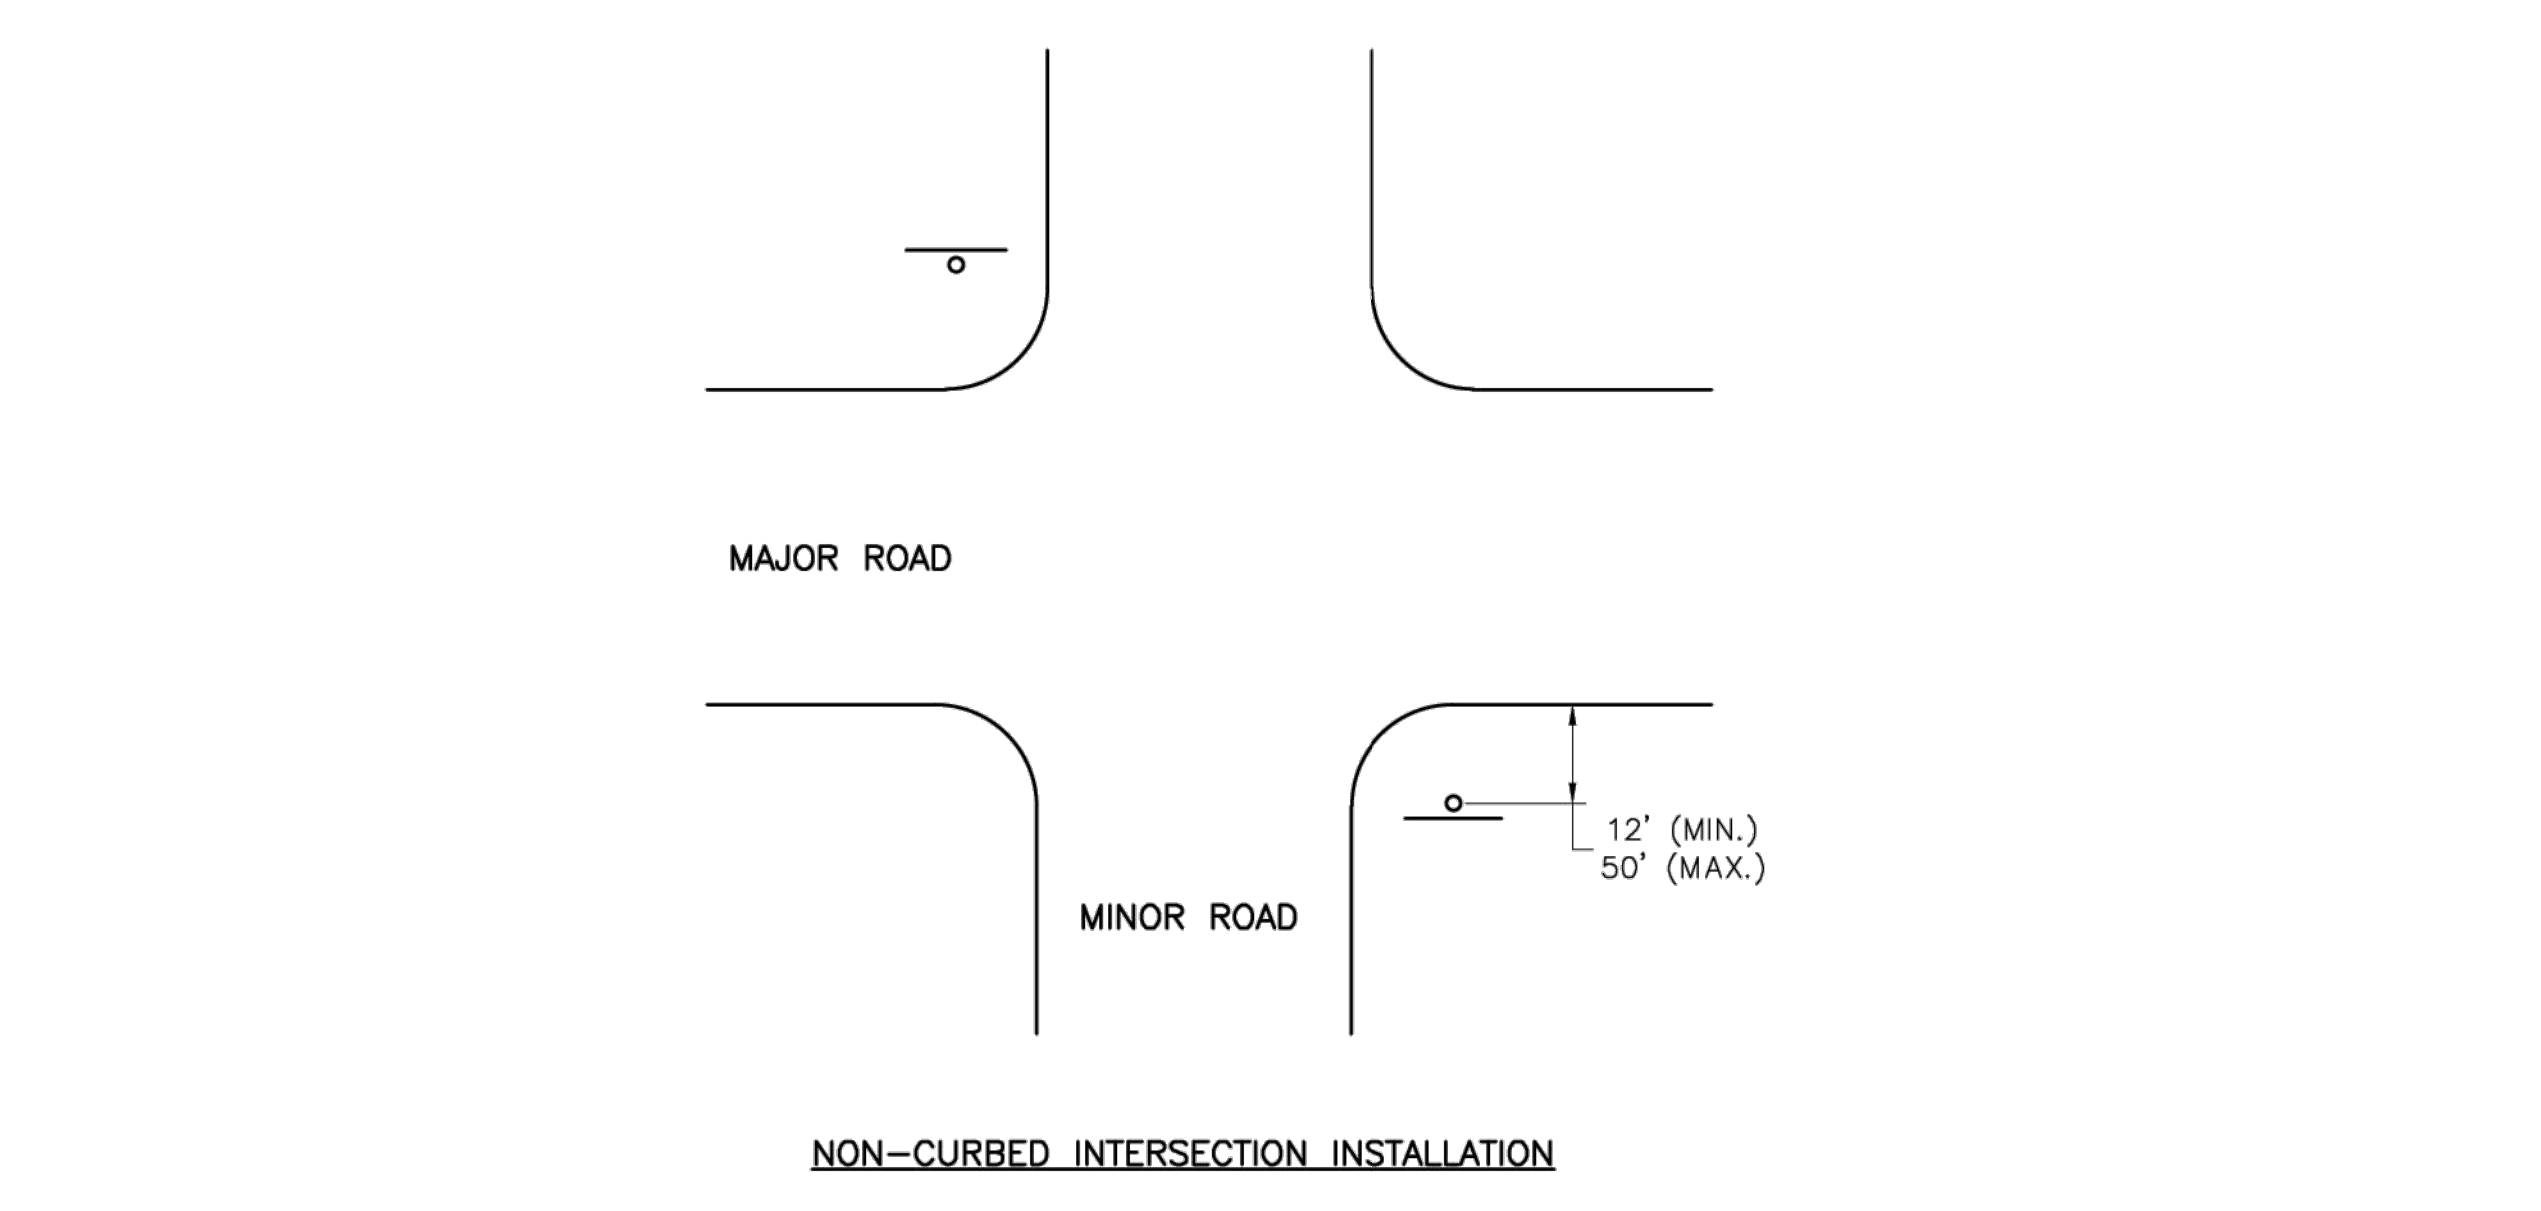 MAJOR ROAD
12' (MIN.)
50' (MAX.)
MINOR ROAD
NON-CURBED INTERSECTION INSTALLATION